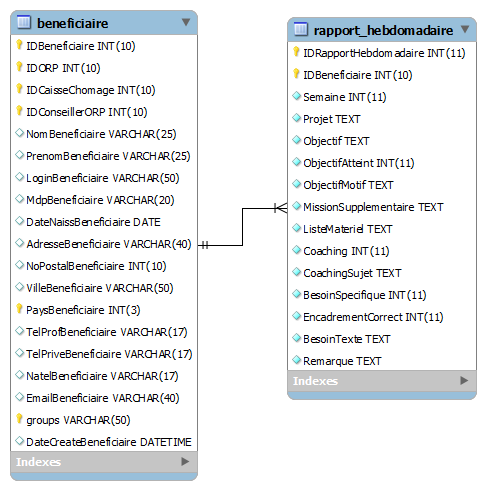 beneficiaire
IDBeneficiaire INT(10)
IDORP INT(10)
IDCaisseChomage INT(10)
IDConseillerORP INT(10)
NomBeneficiaire VARCHAR(25)
PrenomBeneficiaire VARCHAR(25)
LoginBeneficiaire VARCHAR(50)
MdpBeneficiaire VARCHAR(20)
DateNaissBeneficiaire DATE
AdresseBeneficiaire VARCHAR(40)
NoPostalBeneficiaire INT(10)
VilleBeneficiaire VARCHAR(50)
PaysBeneficiaire INT(3)
TelProfBeneficiaire VARCHAR(17)
TelPriveBeneficiaire VARCHAR(17)
NatelBeneficiaire VARCHAR(17)
EmailBeneficiaire VARCHAR(40)
groups VARCHAR(50)
DateCreateBeneficiaire DATETIME
Indexes
rapport_hebdomadaire
IDRapportHebdomadaire INT(11)
IDBeneficiaire INT(10)
Semaine INT(11)
Projet TEXT
Objectif TEXT
ObjectifAtteint INT(11)
ObjectifMotif TEXT
MissionSupplementaire TEXT
ListeMateriel TEXT
Coaching INT(11)
CoachingSujet TEXT
BesoinSpecifique INT(11)
EncadrementCorrect INT(11)
BesoinTexte TEXT
Remarque TEXT
Indexes